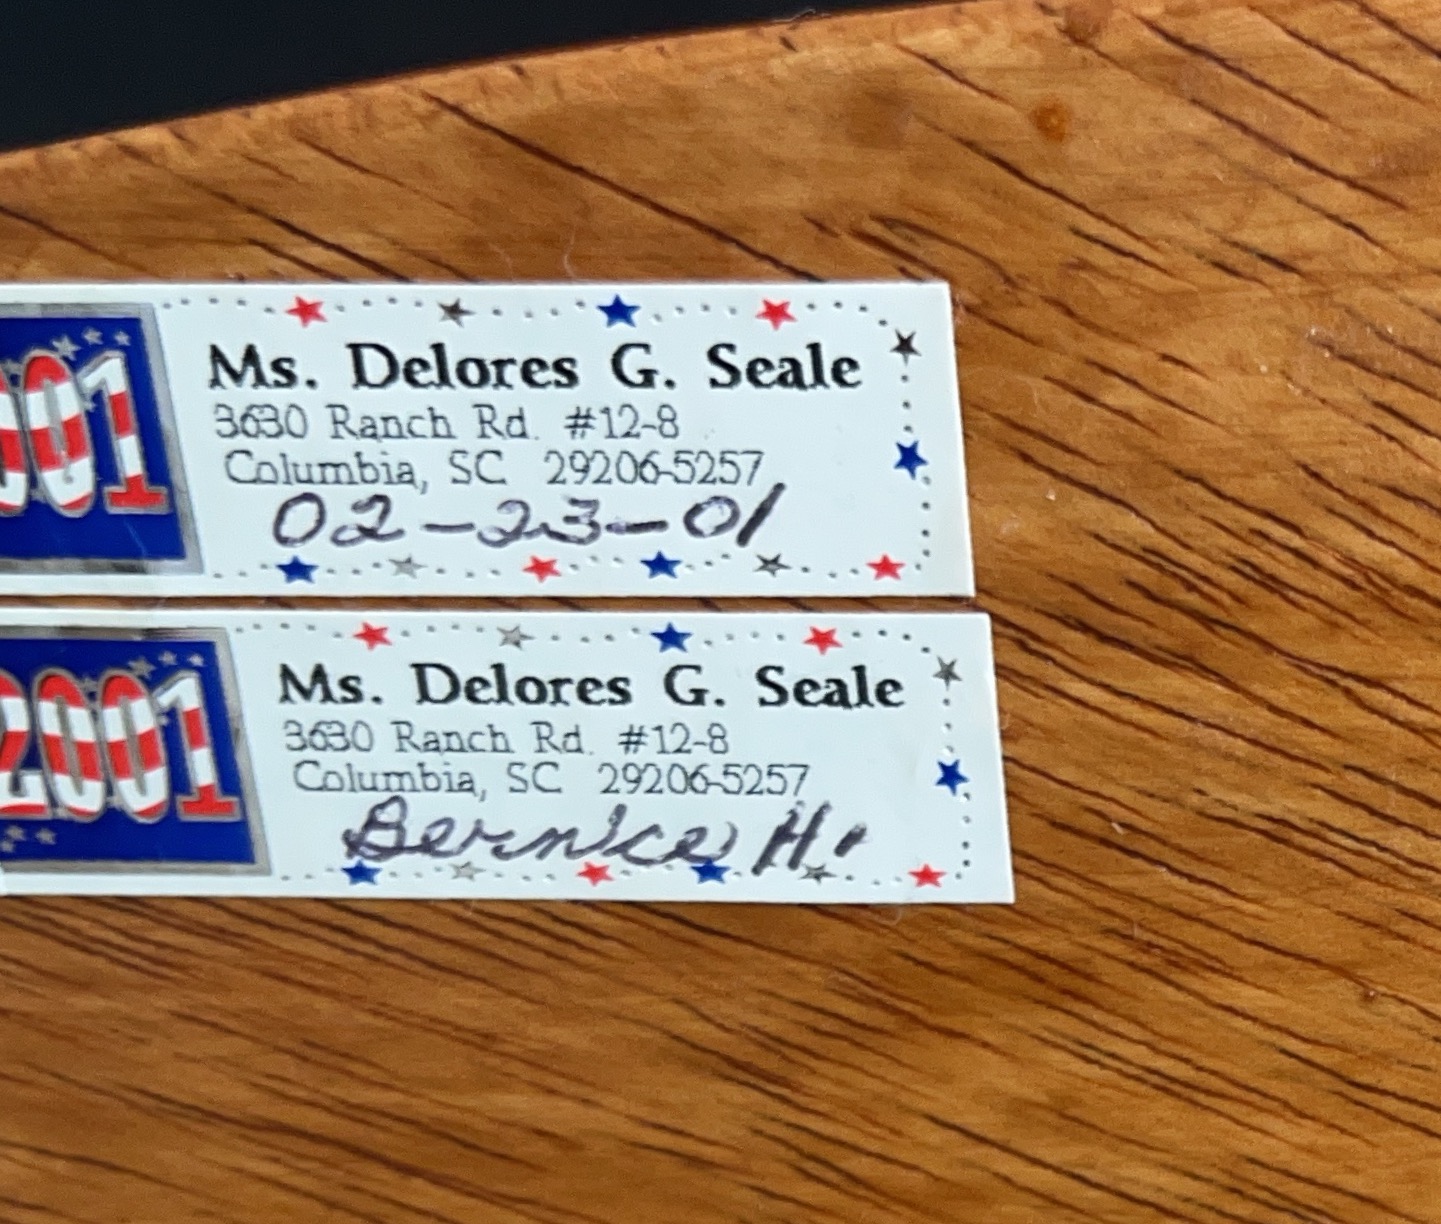 001
Ms. Delores G. Seale
3630 Ranch Rd. #12-8
Columbia, SC 29206-5257
02-23-01
2001
Ms. Delores G. Seale
3630 Ranch Rd. #12-8
Columbia, SC 29206-5257
Bernice H.